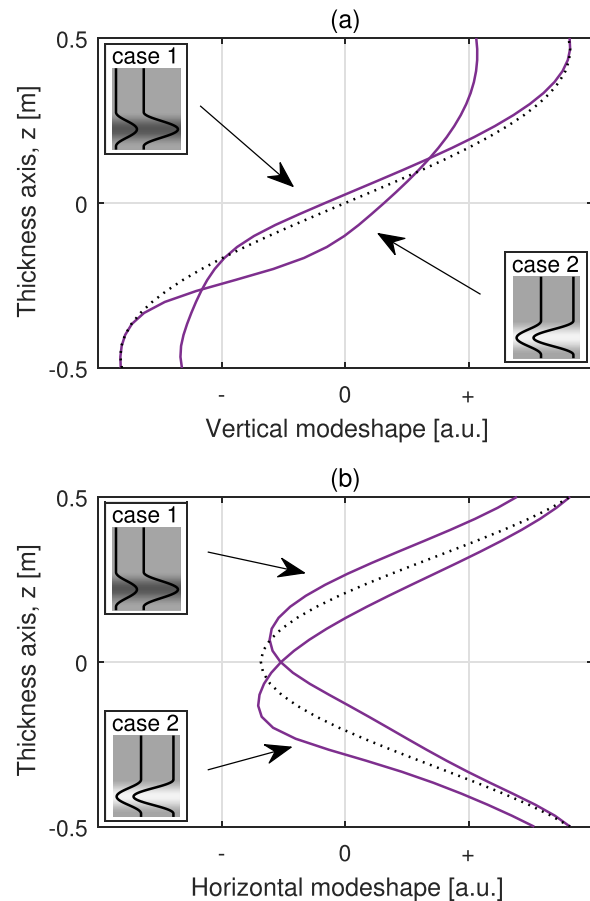 (a)
0.5
0
-0.5
Thickness axis, z [m]
case 1
case 2
- 0 +
Vertical modeshape [a.u.]
(b)
0.5
0
-0.5
Thickness axis, z [m]
case 1
case 2
- 0 +
Horizontal modeshape [a.u.]